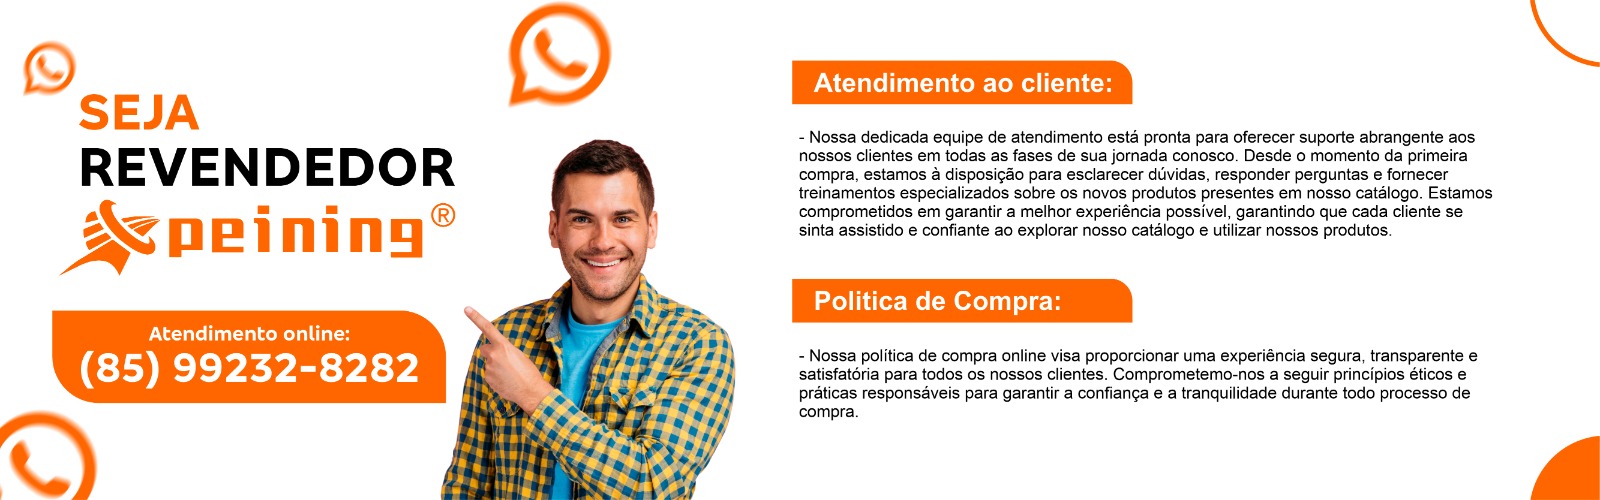 SEJA
REVENDEDOR
peining®
Atendimento online:
(85) 99232-8282
Atendimento ao cliente:
- Nossa dedicada equipe de atendimento está pronta para oferecer suporte abrangente aos
nossos clientes em todas as fases de sua jornada conosco. Desde o momento da primeira
compra, estamos à disposição para esclarecer dúvidas, responder perguntas e fornecer
treinamentos especializados sobre os novos produtos presentes em nosso catálogo. Estamos
comprometidos em garantir a melhor experiência possível, garantindo que cada cliente se
sinta assistido e confiante ao explorar nosso catálogo e utilizar nossos produtos.
Politica de Compra:
- Nossa política de compra online visa proporcionar uma experiência segura, transparente e
satisfatória para todos os nossos clientes. Comprometemo-nos a seguir princípios éticos e
práticas responsáveis para garantir a confiança e a tranquilidade durante todo processo de
compra.